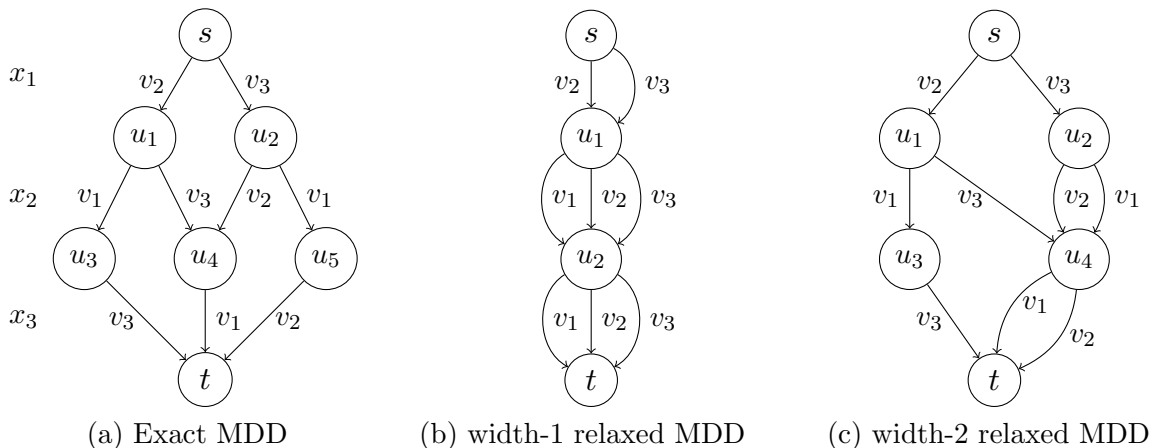 s s s
x₁ v₂ v₃ v₂ v₃ v₂ v₃
u₁ u₂ u₁ u₁ u₂
x₂ v₁ v₃ v₂ v₁ v₁ v₂ v₃ v₁ v₃ v₂ v₁
u₃ u₄ u₅ u₂ u₃ u₄
x₃ v₃ v₁ v₂ v₁ v₂ v₃ v₃ v₁ v₂
t t t
(a) Exact MDD (b) width-1 relaxed MDD (c) width-2 relaxed MDD